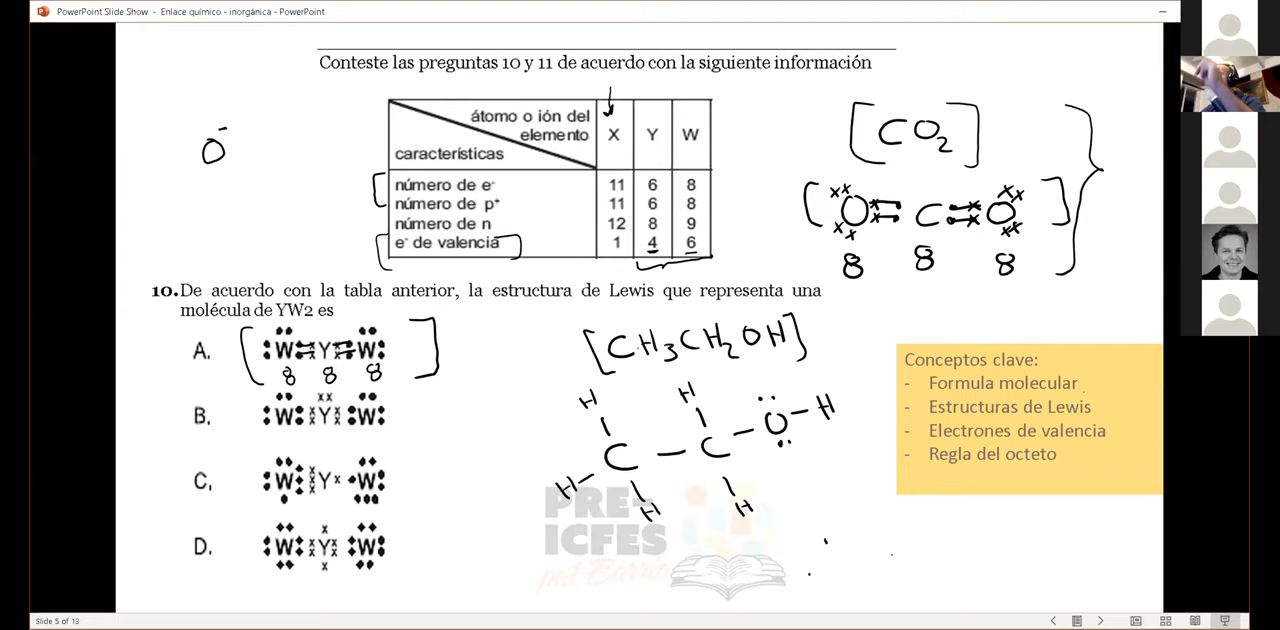 PowerPoint Slide Show - Enlace químico - inorgánica - PowerPoint
Conteste las preguntas 10 y 11 de acuerdo con la siguiente información
átomo o ión del elemento X Y W
características
número de e- 11 6 8
número de p+ 11 6 8
número de n 12 8 9
e- de valencia 1 4 6
O-
[CO2]
[O C O]
8 8 8
10. De acuerdo con la tabla anterior, la estructura de Lewis que representa una
molécula de YW2 es
A. W Y W
8 8 8
B. W Y W
C. W Y W
D. W Y W
[CH3CH2OH]
H H
C - C - O - H
H H H
Conceptos clave:
- Formula molecular
- Estructuras de Lewis
- Electrones de valencia
- Regla del octeto
PRE-
ICFES
Slide 5 of 13